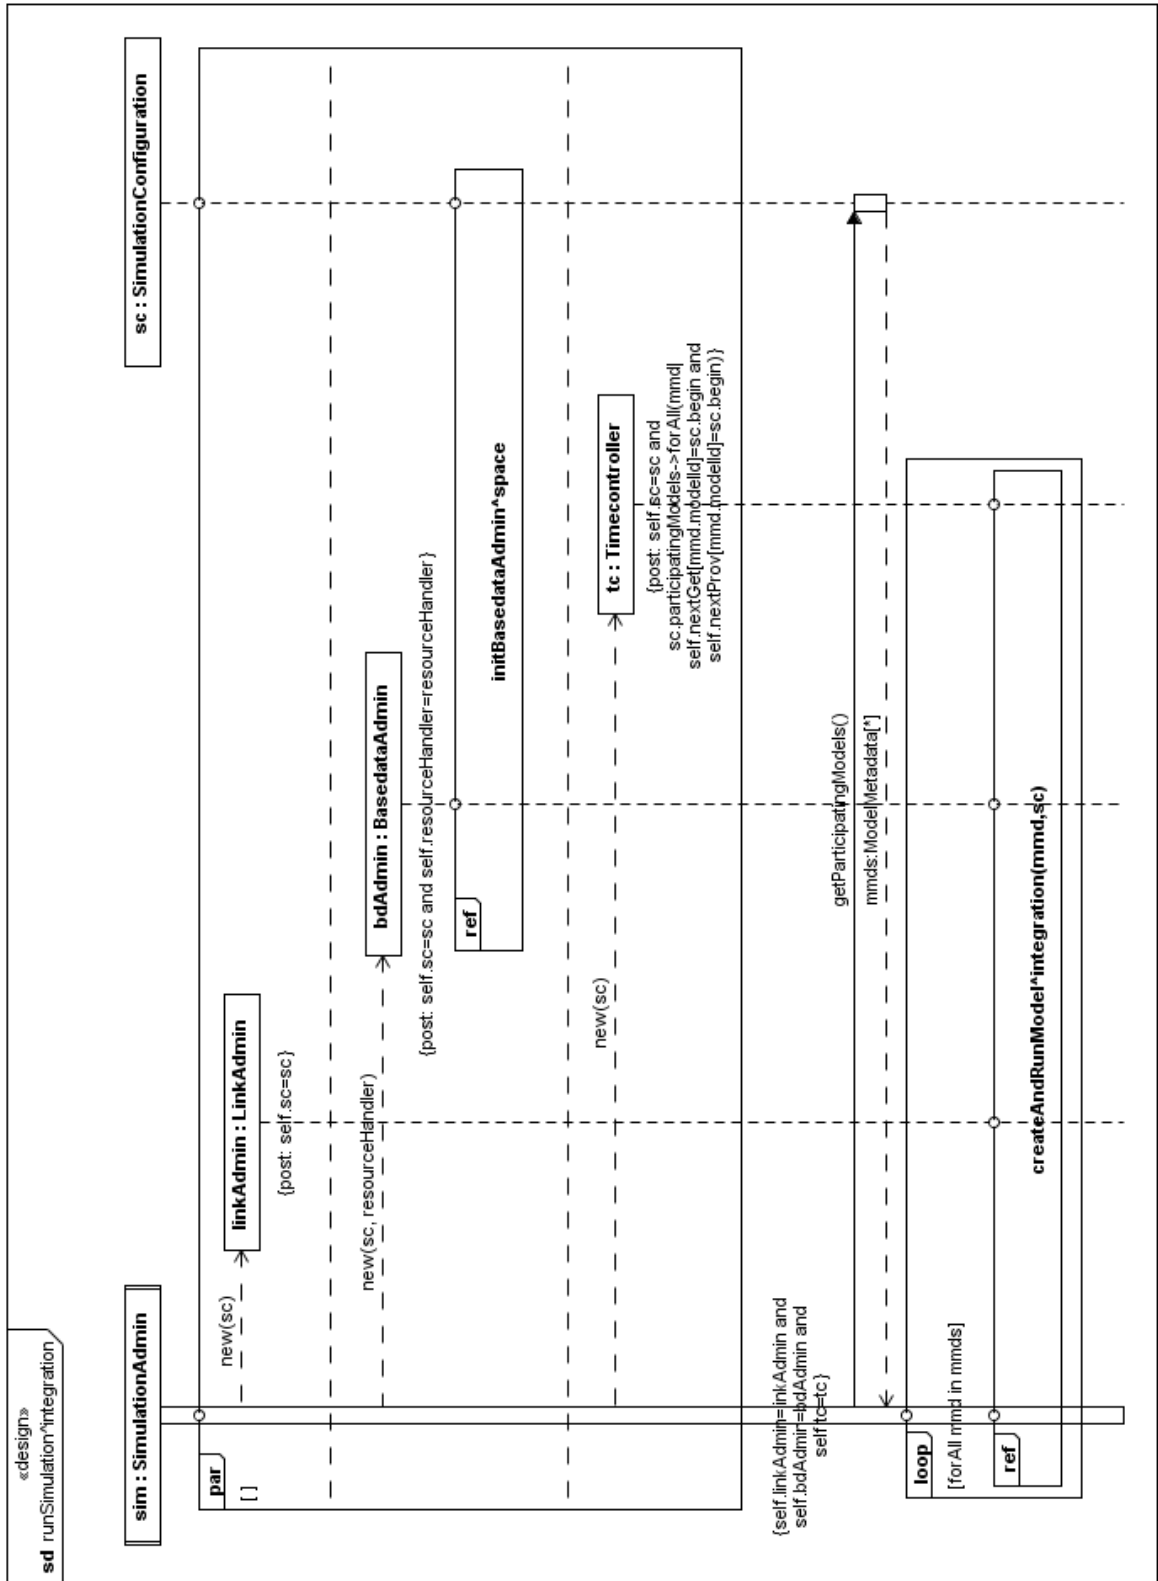 «design»
sd runSimulation^integration
sim : SimulationAdmin
sc : SimulationConfiguration
par
[ ]
new(sc)
linkAdmin : LinkAdmin
{post: self.sc=sc}
new(sc, resourceHandler)
bdAdmin : BasedataAdmin
{post: self.sc=sc and self.resourceHandler=resourceHandler}
ref
initBasedataAdmin^space
new(sc)
tc : Timecontroller
{post: self.sc=sc and
sc.participatingModels->forAll(mmd|
self.nextGet[mmd.modelId]=sc.begin and
self.nextProv[mmd.modelId]=sc.begin)}
{self.linkAdmin=inkAdmin and
self.bdAdmin=bdAdmin and
self.tc=tc}
getParticipatingModels()
mmds:ModelMetadata[*]
loop
[forAll mmd in mmds]
ref
createAndRunModel^integration(mmd,sc)